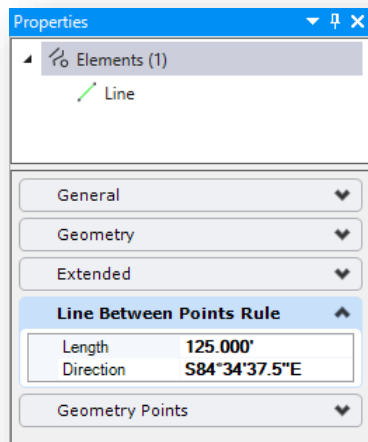 Properties
Elements (1)
Line
General
Geometry
Extended
Line Between Points Rule
Length 125.000'
Direction S84°34'37.5"E
Geometry Points